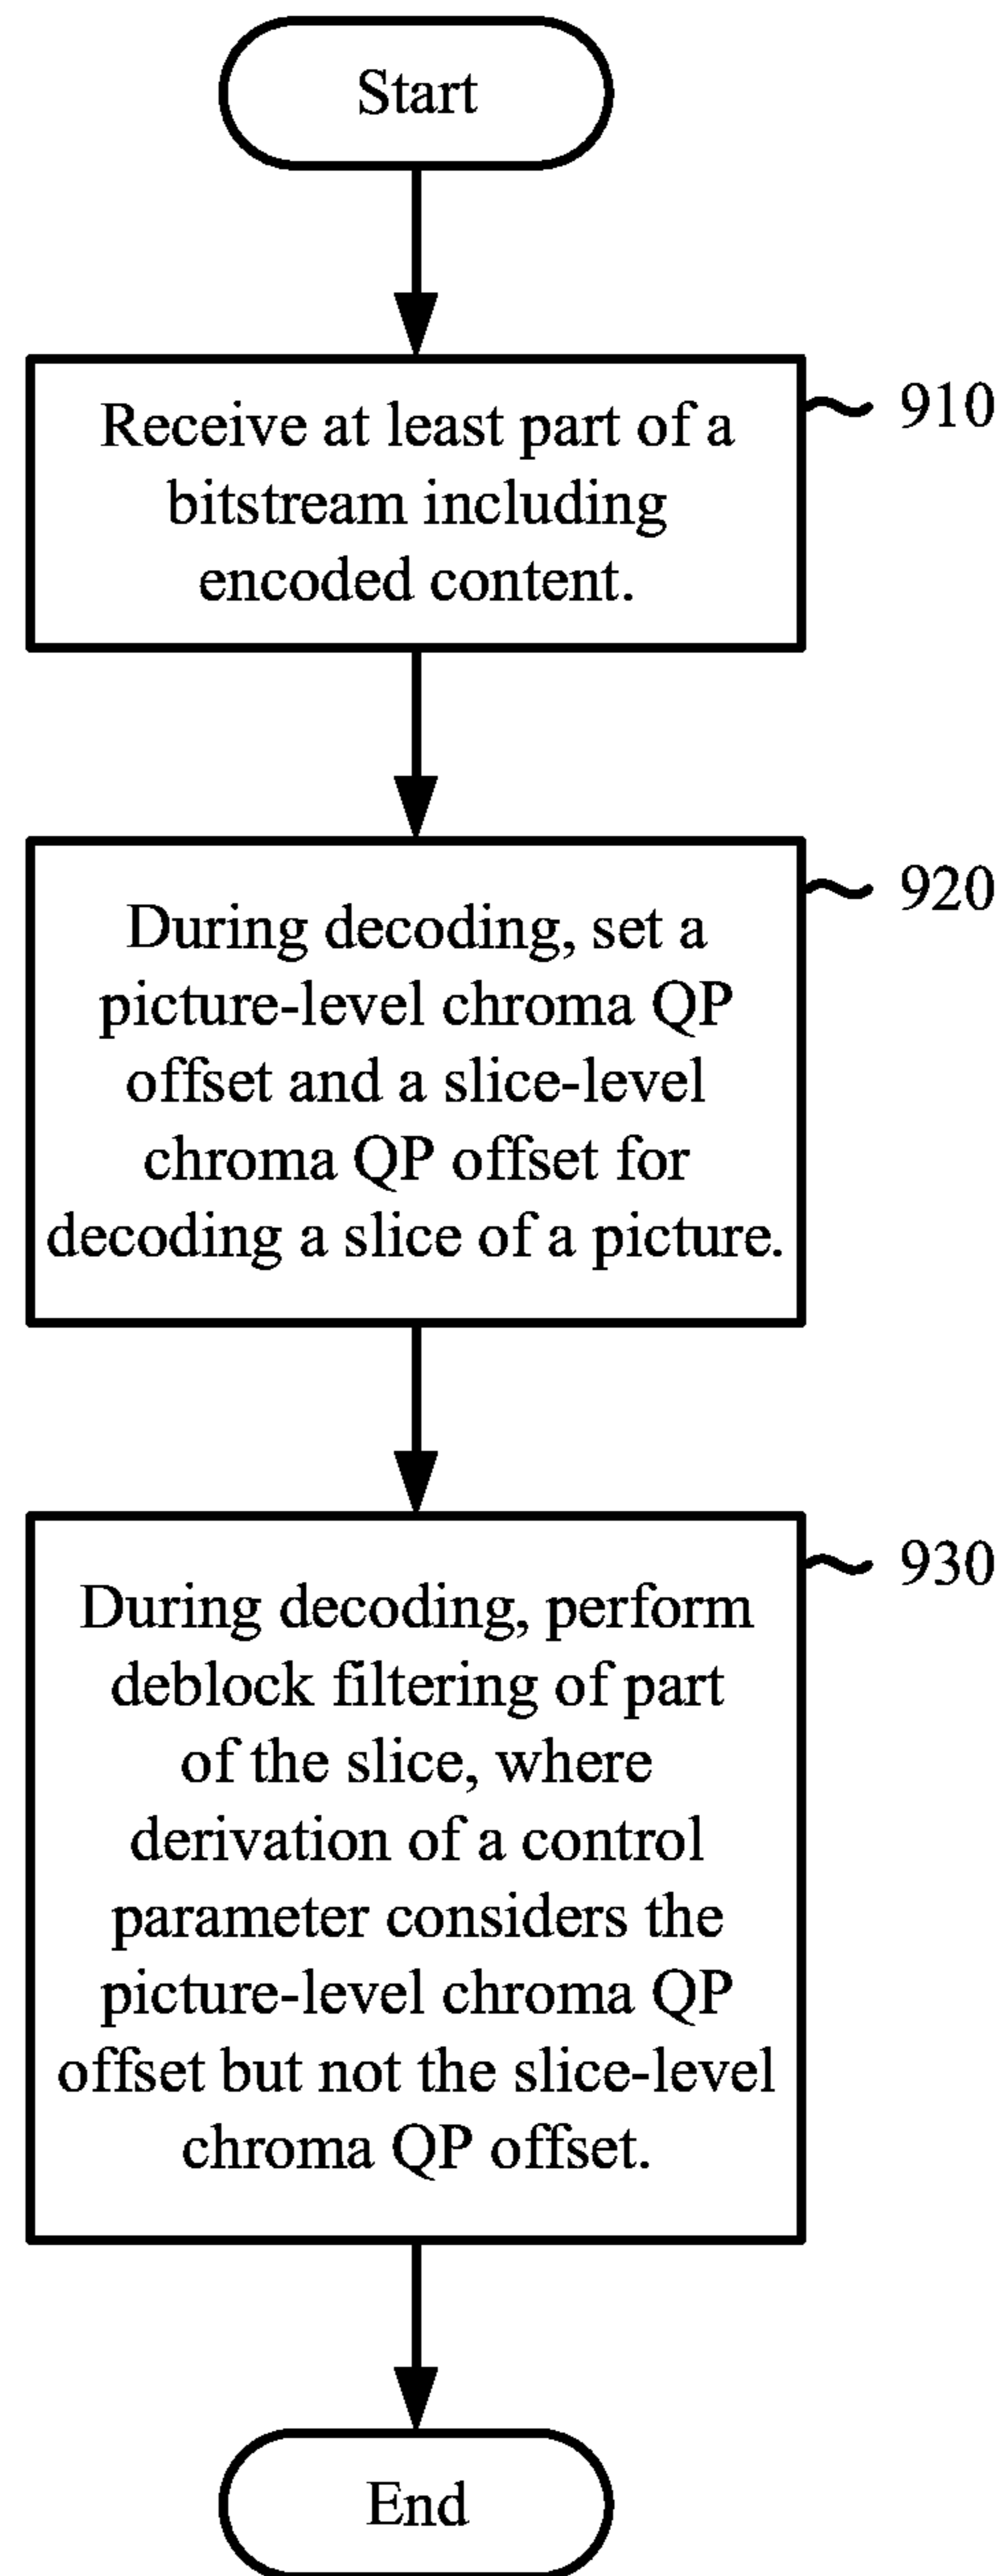 Start
Receive at least part of a
bitstream including
encoded content.
910
During decoding, set a
picture-level chroma QP
offset and a slice-level
chroma QP offset for
decoding a slice of a picture.
920
During decoding, perform
deblock filtering of part
of the slice, where
derivation of a control
parameter considers the
picture-level chroma QP
offset but not the slice-level
chroma QP offset.
930
End